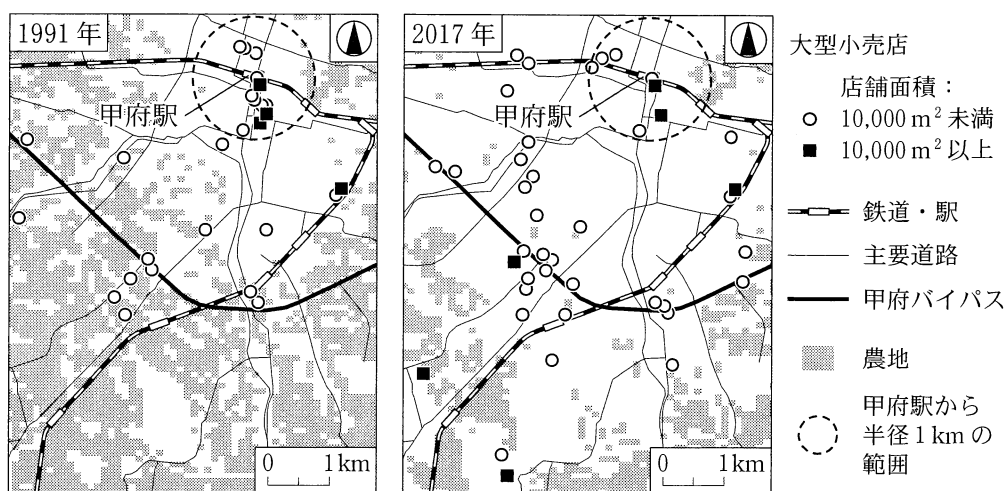 1991 年
甲府駅
0 1km
2017 年
甲府駅
0 1km
大型小売店
店舗面積：
10,000 m² 未満
10,000 m² 以上
鉄道・駅
主要道路
甲府バイパス
農地
甲府駅から
半径 1 km の
範囲